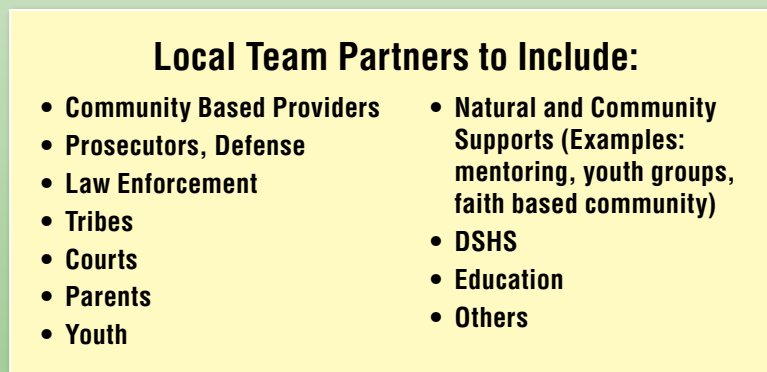 Local Team Partners to Include:
• Community Based Providers
• Prosecutors, Defense
• Law Enforcement
• Tribes
• Courts
• Parents
• Youth
• Natural and Community
Supports (Examples:
mentoring, youth groups,
faith based community)
• DSHS
• Education
• Others